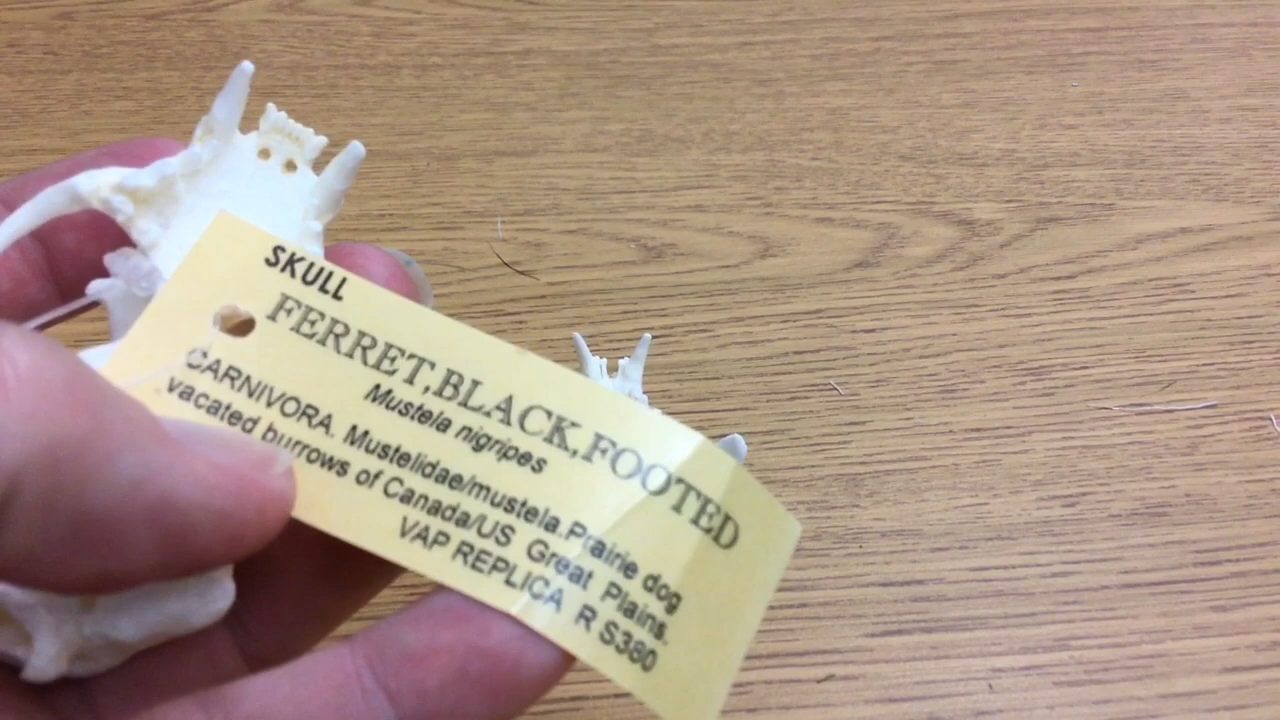 SKULL
FERRET,BLACK,FOOTED
Mustela nigripes
CARNIVORA. Mustelidae/mustela.Prairie dog
vacated burrows of Canada/US Great Plains.
VAP REPLICA R S380